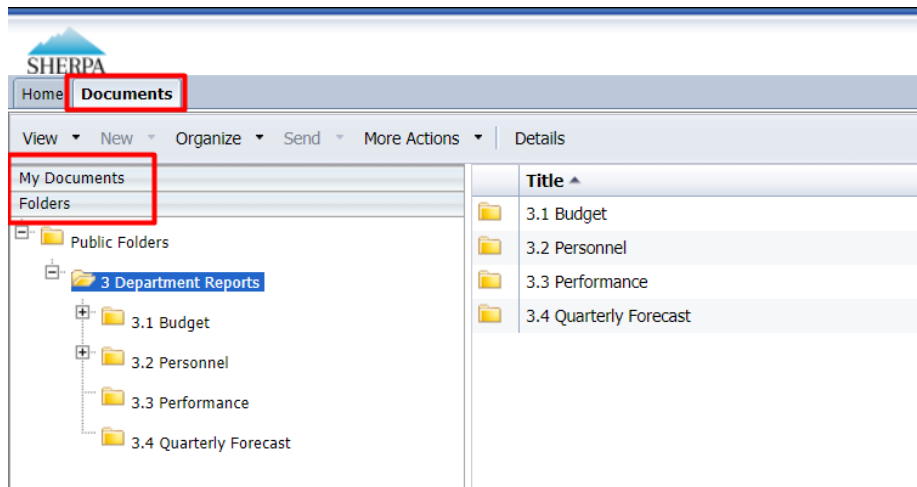 SHERPA
Home Documents
View New Organize Send More Actions Details
My Documents
Folders
Public Folders
3 Department Reports
3.1 Budget
3.2 Personnel
3.3 Performance
3.4 Quarterly Forecast
Title
3.1 Budget
3.2 Personnel
3.3 Performance
3.4 Quarterly Forecast